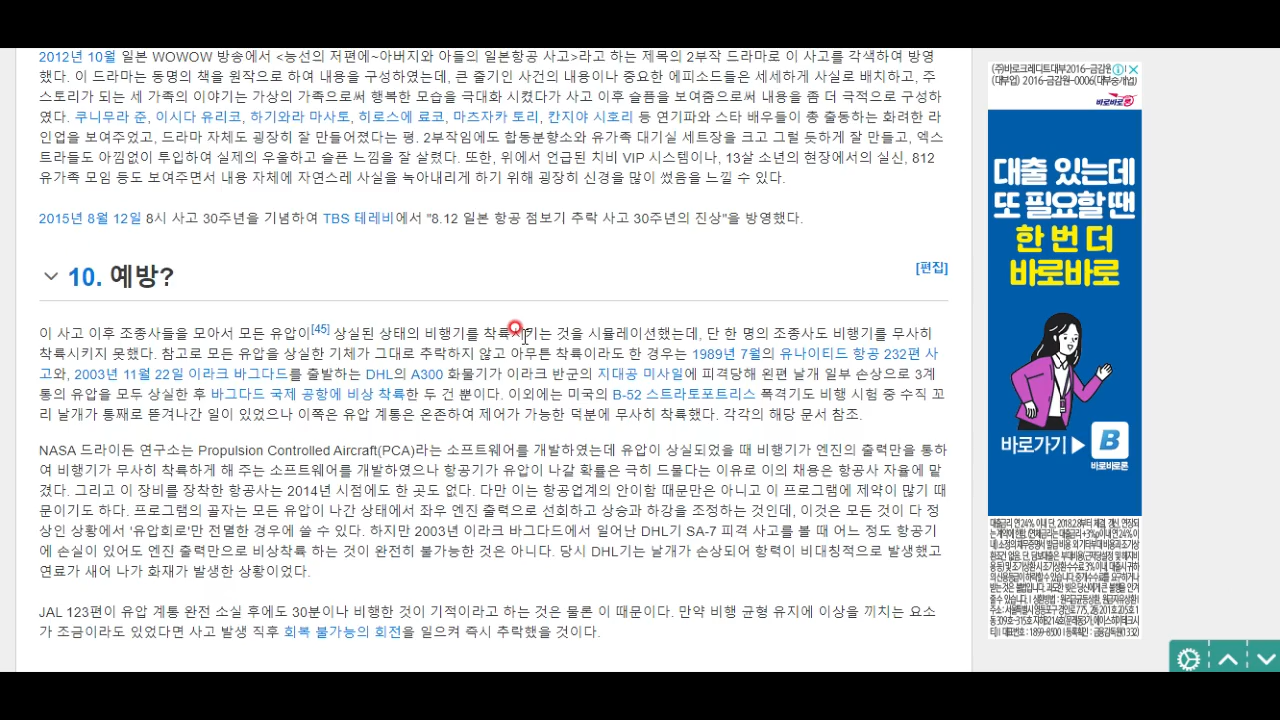 2012년 10월 일본 WOWOW 방송에서 <능선의 저편에~아버지와 아들의 일본항공 사고>라고 하는 제목의 2부작 드라마로 이 사고를 각색하여 방영
했다. 이 드라마는 동명의 책을 원작으로 하여 내용을 구성하였는데, 큰 줄기인 사건의 내용이나 중요한 에피소드들은 세세하게 사실로 배치하고, 주
스토리가 되는 세 가족의 이야기는 가상의 가족으로써 행복한 모습을 극대화 시켰다가 사고 이후 슬픔을 보여줌으로써 내용을 좀 더 극적으로 구성하
였다. 쿠니무라 준, 이시다 유리코, 하기와라 마사토, 히로스에 료코, 마츠자카 토리, 칸지야 시호리 등 연기파와 스타 배우들이 총 출동하는 화려한 라
인업을 보여주었고, 드라마 자체도 굉장히 잘 만들어졌다는 평. 2부작임에도 합동분향소와 유가족 대기실 세트장을 크고 그럴 듯하게 잘 만들고, 엑스
트라들도 아낌없이 투입하여 실제의 우울하고 슬픈 느낌을 잘 살렸다. 또한, 위에서 언급된 치비 VIP 시스템이나, 13살 소년의 현장에서의 실신, 812
유가족 모임 등도 보여주면서 내용 자체에 자연스레 사실을 녹아내리게 하기 위해 굉장히 신경을 많이 썼음을 느낄 수 있다.
2015년 8월 12일 8시 사고 30주년을 기념하여 TBS 테레비에서 "8.12 일본 항공 점보기 추락 사고 30주년의 진상"을 방영했다.
10. 예방?
[편집]
이 사고 이후 조종사들을 모아서 모든 유압이[45] 상실된 상태의 비행기를 착륙시키는 것을 시뮬레이션했는데, 단 한 명의 조종사도 비행기를 무사히
착륙시키지 못했다. 참고로 모든 유압을 상실한 기체가 그대로 추락하지 않고 아무튼 착륙이라도 한 경우는 1989년 7월의 유나이티드 항공 232편 사
고와, 2003년 11월 22일 이라크 바그다드를 출발하는 DHL의 A300 화물기가 이라크 반군의 지대공 미사일에 피격당해 왼편 날개 일부 손상으로 3계
통의 유압을 모두 상실한 후 바그다드 국제 공항에 비상 착륙한 두 건 뿐이다. 이외에는 미국의 B-52 스트라토포트리스 폭격기도 비행 시험 중 수직 꼬
리 날개가 통째로 뜯겨나간 일이 있었으나 이쪽은 유압 계통은 온존하여 제어가 가능한 덕분에 무사히 착륙했다. 각각의 해당 문서 참조.
NASA 드라이든 연구소는 Propulsion Controlled Aircraft(PCA)라는 소프트웨어를 개발하였는데 유압이 상실되었을 때 비행기가 엔진의 출력만을 통하
여 비행기가 무사히 착륙하게 해 주는 소프트웨어를 개발하였으나 항공기가 유압이 나갈 확률은 극히 드물다는 이유로 이의 채용은 항공사 자율에 맡
겼다. 그리고 이 장비를 장착한 항공사는 2014년 시점에도 한 곳도 없다. 다만 이는 항공업계의 안이함 때문만은 아니고 이 프로그램에 제약이 많기 때
문이기도 하다. 프로그램의 골자는 모든 유압이 나간 상태에서 좌우 엔진 출력으로 선회하고 상승과 하강을 조정하는 것인데, 이것은 모든 것이 다 정
상인 상황에서 '유압회로'만 전멸한 경우에 쓸 수 있다. 하지만 2003년 이라크 바그다드에서 일어난 DHL기 SA-7 피격 사고를 볼 때 어느 정도 항공기
에 손실이 있어도 엔진 출력만으로 비상착륙 하는 것이 완전히 불가능한 것은 아니다. 당시 DHL기는 날개가 손상되어 항력이 비대칭적으로 발생했고
연료가 새어 나가 화재가 발생한 상황이었다.
JAL 123편이 유압 계통 완전 소실 후에도 30분이나 비행한 것이 기적이라고 하는 것은 물론 이 때문이다. 만약 비행 균형 유지에 이상을 끼치는 요소
가 조금이라도 있었다면 사고 발생 직후 회복 불가능의 회전을 일으켜 즉시 추락했을 것이다.
(주)바로크레디트대부2016-금감원
(대부업) 2016-금감원-0006(대부중개업)
바로바로
대출 있는데
또 필요할 땐
한 번 더
바로바로
바로가기 ▶
B
바로바로론